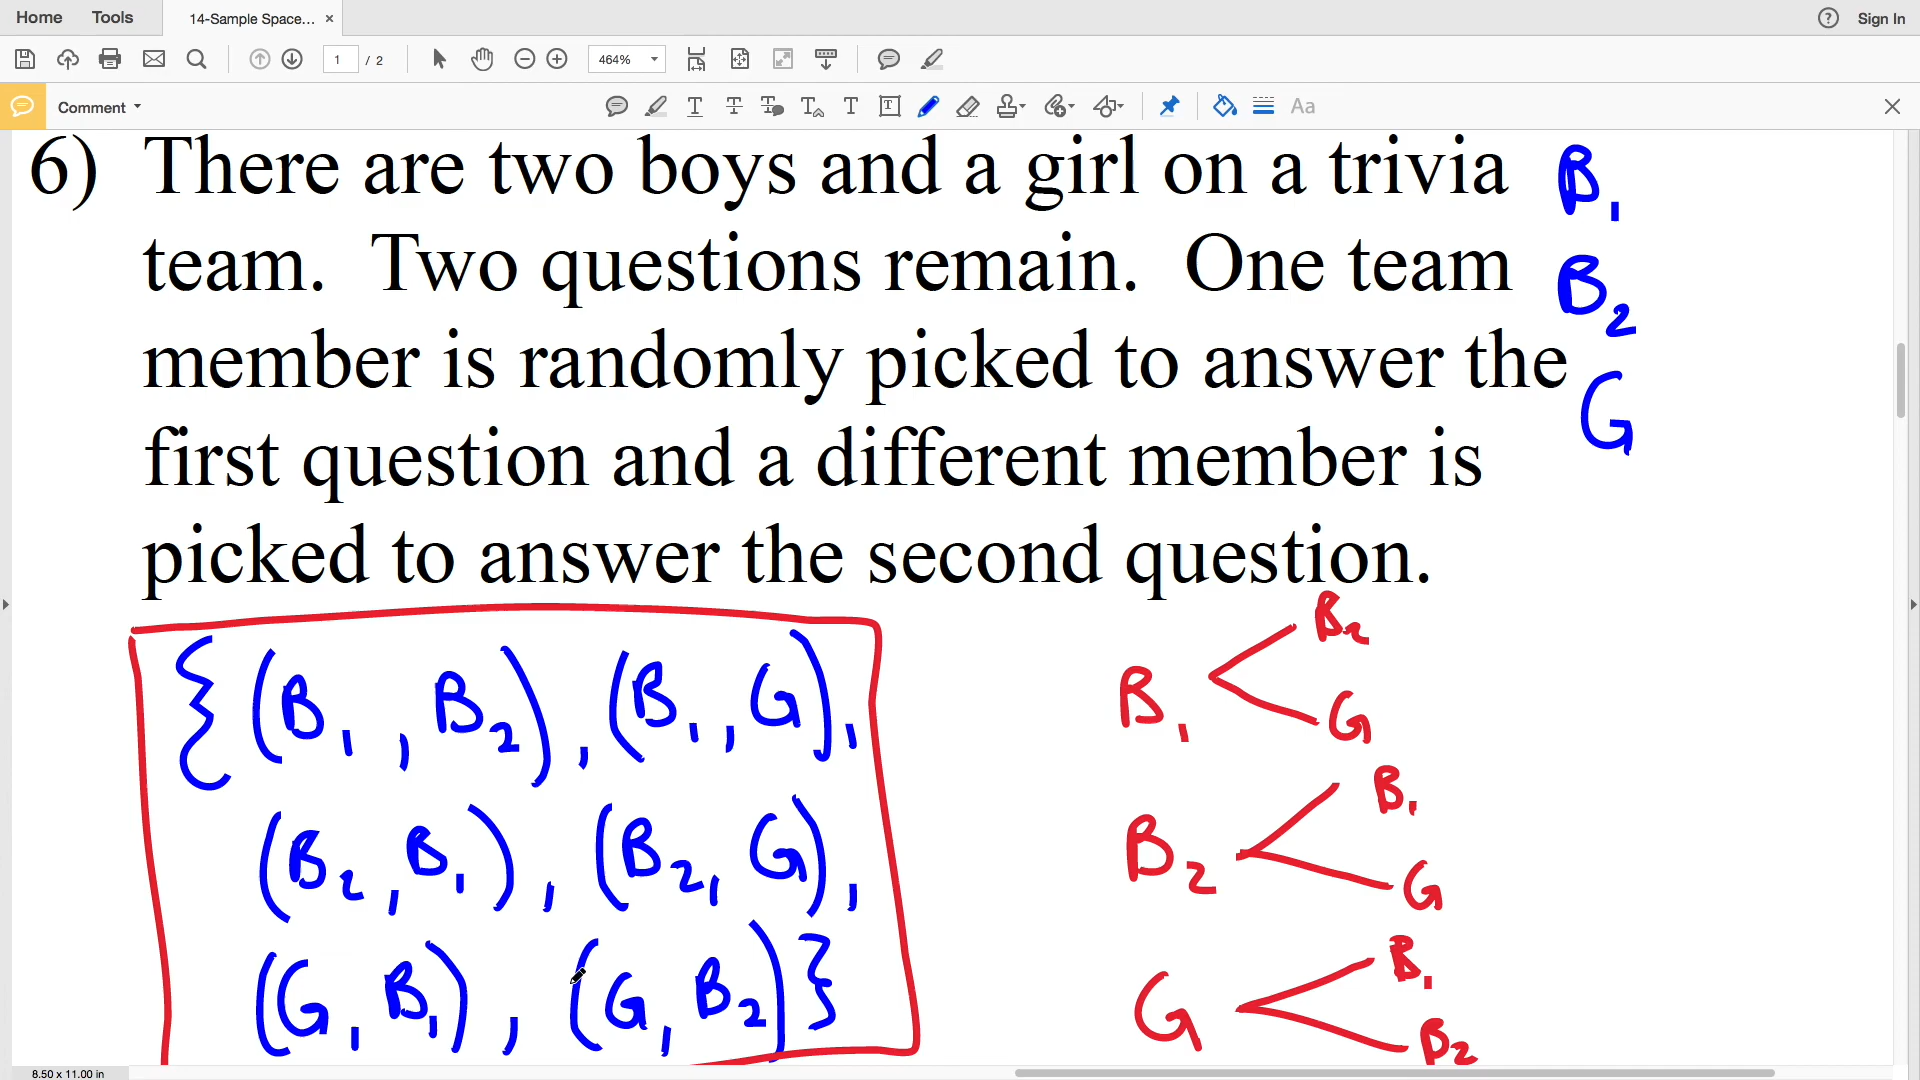 Home Tools 14-Sample Space... × Sign In
1 / 2 464%
Comment Aa
6) There are two boys and a girl on a trivia
team. Two questions remain. One team
member is randomly picked to answer the
first question and a different member is
picked to answer the second question.
B₁
B₂
G
{(B₁, B₂), (B₁, G),
(B₂, B₁), (B₂, G),
(G, B₁), (G, B₂)}
B₂
B₁
G
B₁
B₂
G
B₁
G
B₂
8.50 x 11.00 in